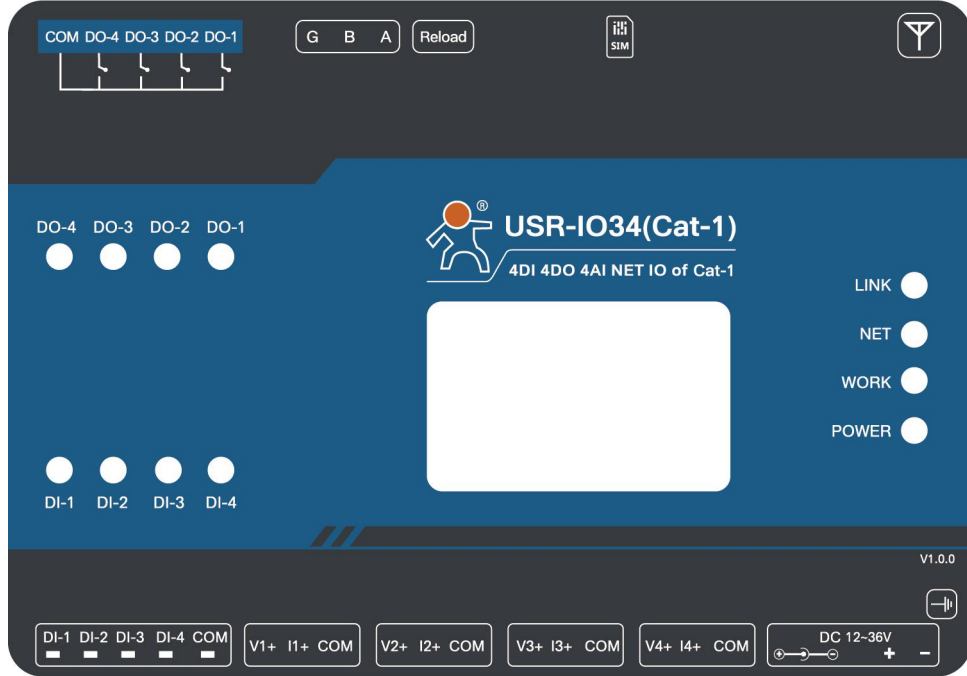 COM DO-4 DO-3 DO-2 DO-1
G B A
Reload
SIM
DO-4 DO-3 DO-2 DO-1
®
USR-IO34(Cat-1)
4DI 4DO 4AI NET IO of Cat-1
LINK
NET
WORK
POWER
DI-1 DI-2 DI-3 DI-4
V1.0.0
DI-1 DI-2 DI-3 DI-4 COM
V1+ I1+ COM
V2+ I2+ COM
V3+ I3+ COM
V4+ I4+ COM
DC 12~36V
+ −